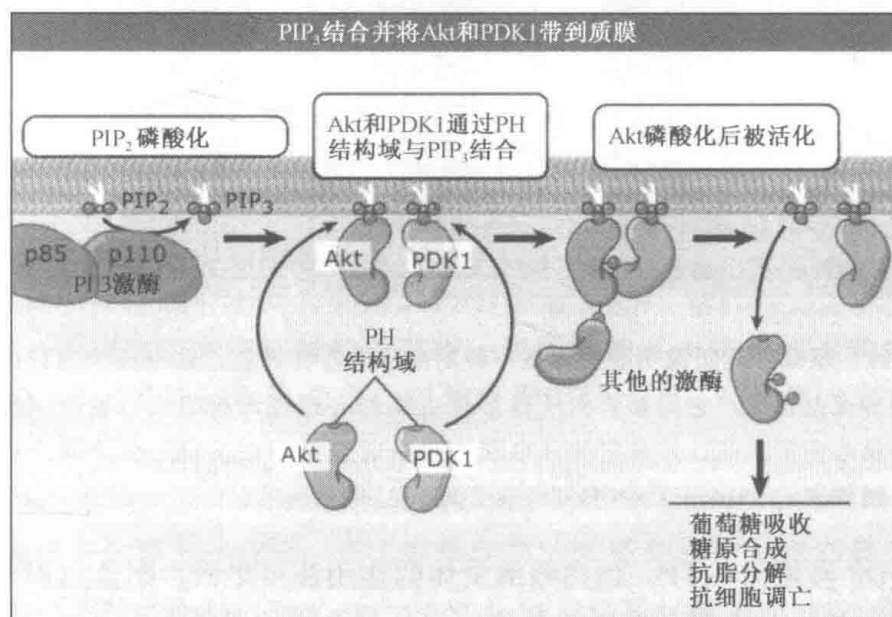 PIP₃结合并将Akt和PDK1带到质膜
PIP₂磷酸化
Akt和PDK1通过PH
结构域与PIP₃结合
Akt磷酸化后被活化
PIP₂
PIP₃
p85
p110
PI3激酶
Akt
PDK1
PH
结构域
其他的激酶
Akt
PDK1
葡萄糖吸收
糖原合成
抗脂分解
抗细胞调亡